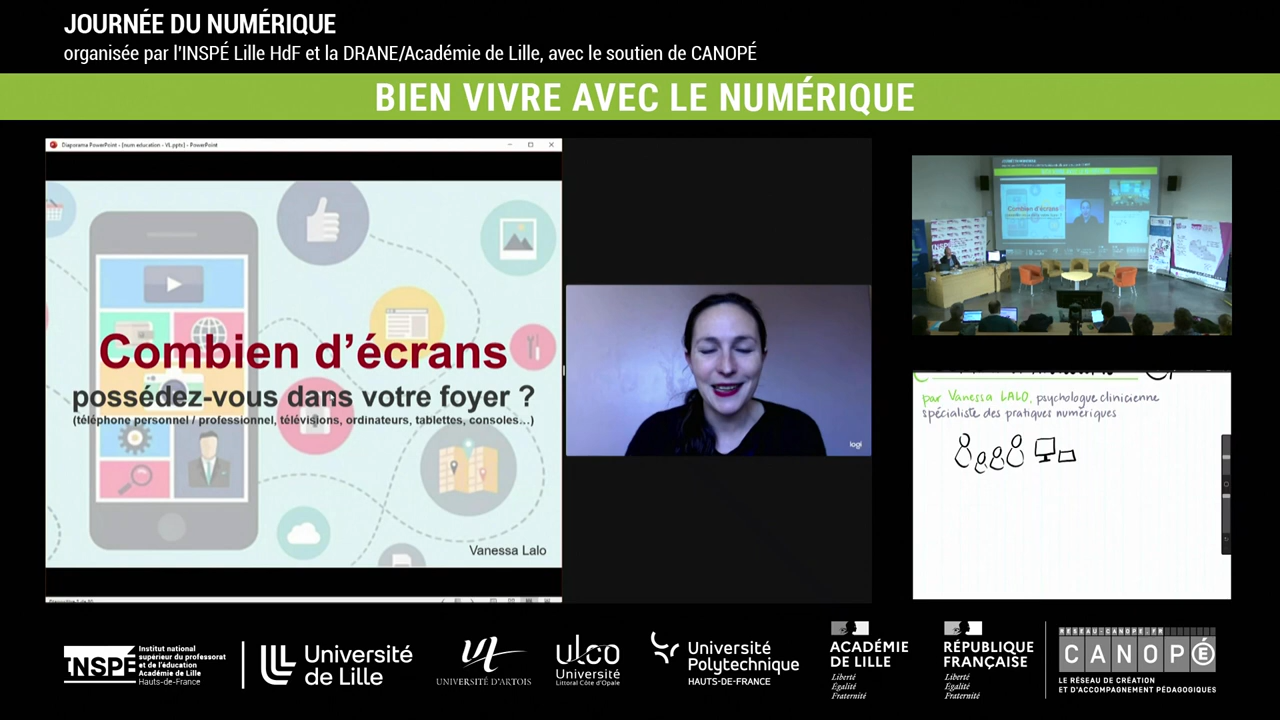 JOURNÉE DU NUMÉRIQUE
organisée par l'INSPÉ Lille HdF et la DRANE/Académie de Lille, avec le soutien de CANOPÉ
BIEN VIVRE AVEC LE NUMÉRIQUE
Diaporama PowerPoint - [num education - VL.pptx] - PowerPoint
Combien d'écrans
possédez-vous dans votre foyer ?
(téléphone personnel / professionnel, télévisions, ordinateurs, tablettes, consoles...)
Vanessa Lalo
logi
par Vanessa LALO, psychologue clinicienne
spécialiste des pratiques numériques
INSPÉ
Institut national
supérieur du professorat
et de l'éducation
Académie de Lille
Hauts-de-France
Université
de Lille
UNIVERSITÉ D'ARTOIS
ULCO
Université
Littoral Côte d'Opale
Université
Polytechnique
HAUTS-DE-FRANCE
ACADÉMIE
DE LILLE
Liberté
Égalité
Fraternité
RÉPUBLIQUE
FRANÇAISE
Liberté
Égalité
Fraternité
RESEAU-CANOPE.FR
CANOPÉ
LE RÉSEAU DE CRÉATION
ET D'ACCOMPAGNEMENT PÉDAGOGIQUES